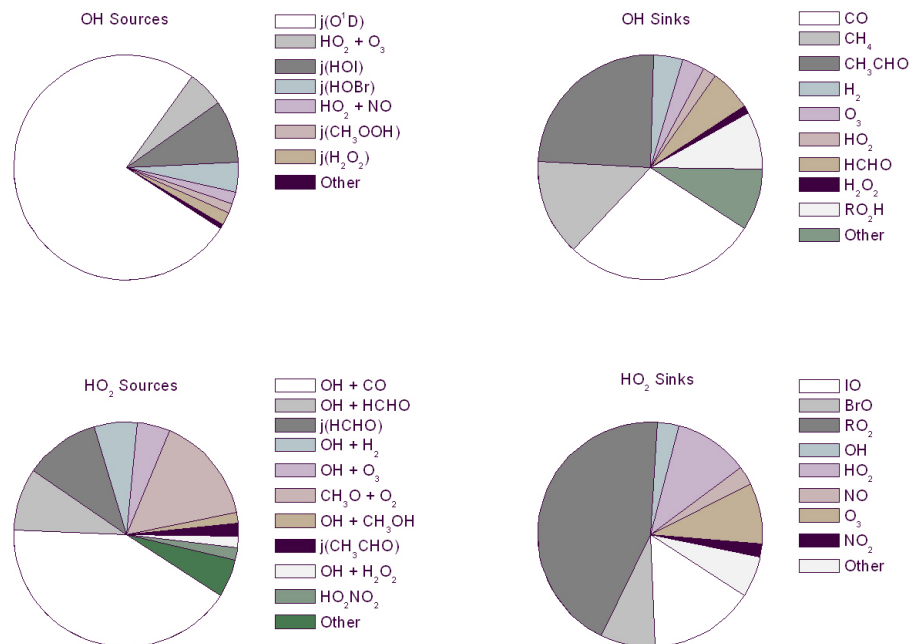 OH Sources
j(O¹D)
HO₂ + O₃
j(HOI)
j(HOBr)
HO₂ + NO
j(CH₃OOH)
j(H₂O₂)
Other
OH Sinks
CO
CH₄
CH₃CHO
H₂
O₃
HO₂
HCHO
H₂O₂
RO₂H
Other
HO₂ Sources
OH + CO
OH + HCHO
j(HCHO)
OH + H₂
OH + O₃
CH₃O + O₂
OH + CH₃OH
j(CH₃CHO)
OH + H₂O₂
HO₂NO₂
Other
HO₂ Sinks
IO
BrO
RO₂
OH
HO₂
NO
O₃
NO₂
Other